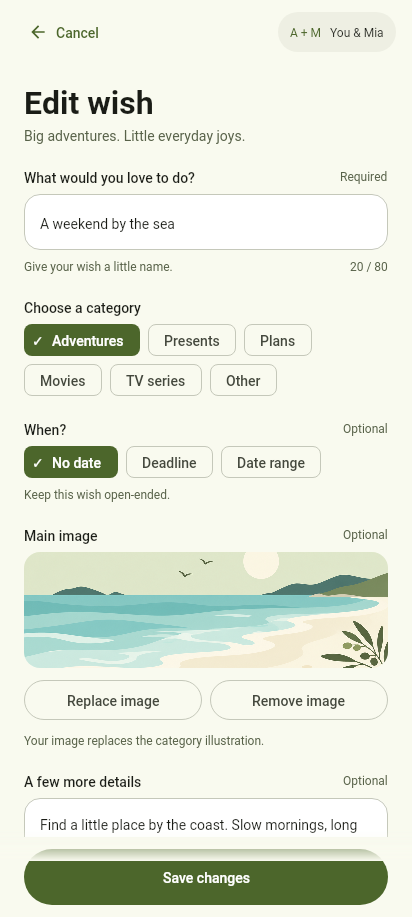 Cancel
A + M You & Mia
Edit wish
Big adventures. Little everyday joys.
What would you love to do? Required
A weekend by the sea
Give your wish a little name. 20 / 80
Choose a category
✓ Adventures Presents Plans
Movies TV series Other
When? Optional
✓ No date Deadline Date range
Keep this wish open-ended.
Main image Optional
Replace image Remove image
Your image replaces the category illustration.
A few more details Optional
Find a little place by the coast. Slow mornings, long
Save changes